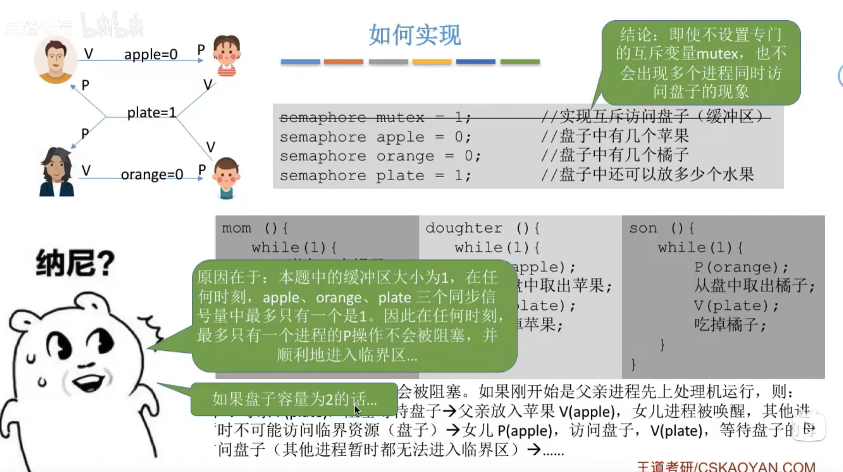 如何实现
结论：即使不设置专门
的互斥变量mutex，也不
会出现多个进程同时访
问盘子的现象
V apple=0 P
P V
plate=1
P V
V orange=0 P
semaphore mutex = 1; //实现互斥访问盘子（缓冲区）
semaphore apple = 0; //盘子中有几个苹果
semaphore orange = 0; //盘子中有几个橘子
semaphore plate = 1; //盘子中还可以放多少个水果
纳尼?
mom (){
while(1){
doughter (){
while(1){
apple);
盘中取出苹果;
plate);
苹果;
son (){
while(1){
P(orange);
从盘中取出橘子;
V(plate);
吃掉橘子;
}
}
原因在于：本题中的缓冲区大小为1，在任
何时刻，apple、orange、plate 三个同步信
号量中最多只有一个是1。因此在任何时刻，
最多只有一个进程的P操作不会被阻塞，并
顺利地进入临界区…
如果盘子容量为2的话…
会被阻塞。如果刚开始是父亲进程先上处理机运行，则：
等待盘子→父亲放入苹果 V(apple)，女儿进程被唤醒，其他进
时不可能访问临界资源（盘子）→女儿 P(apple)，访问盘子，V(plate)，等待盘子的
问盘子（其他进程暂时都无法进入临界区）→……
王道考研/CSKAOYAN.COM